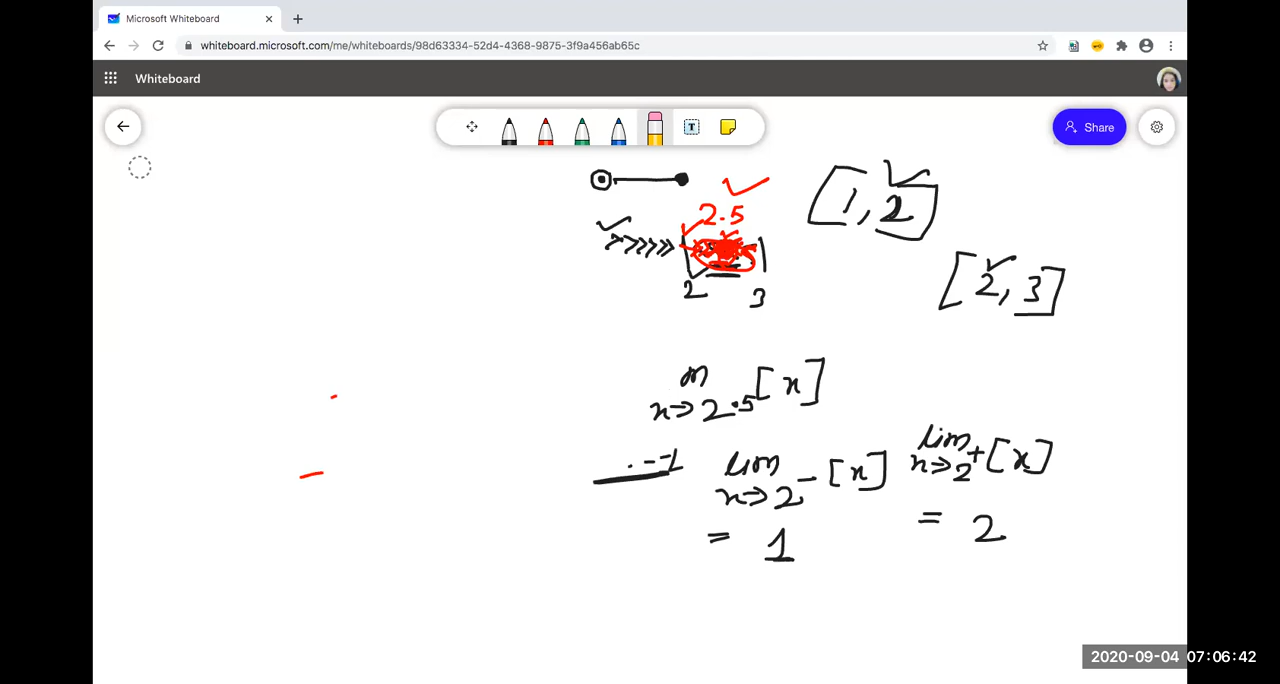 Microsoft Whiteboard
whiteboard.microsoft.com/me/whiteboards/98d63334-52d4-4368-9875-3f9a456ab65c
Whiteboard
T
Share
2.5
[1, 2]
2 3
[2, 3]
x→2.5 [x]
lim x→2⁻ [x]
lim x→2⁺ [x]
= 1
= 2
2020-09-04 07:06:42